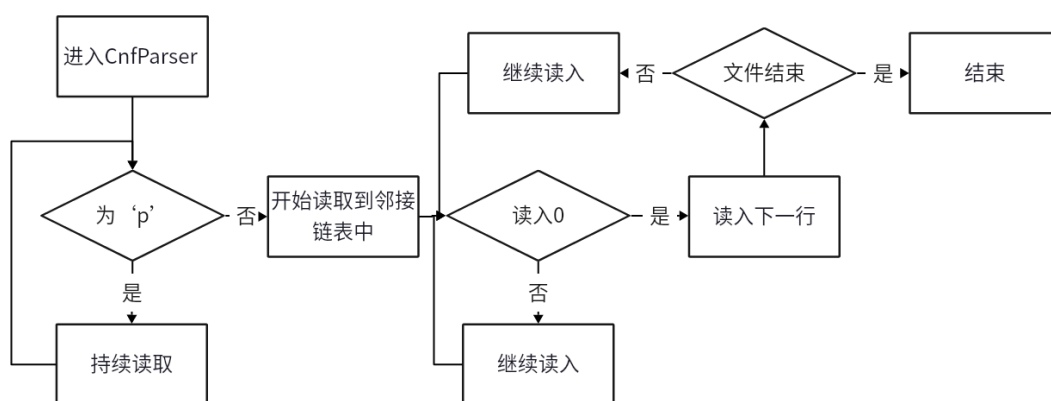 进入CnfParser
为‘p’
是
持续读取
否
开始读取到邻接
链表中
读入0
否
继续读入
是
读入下一行
文件结束
否
继续读入
是
结束